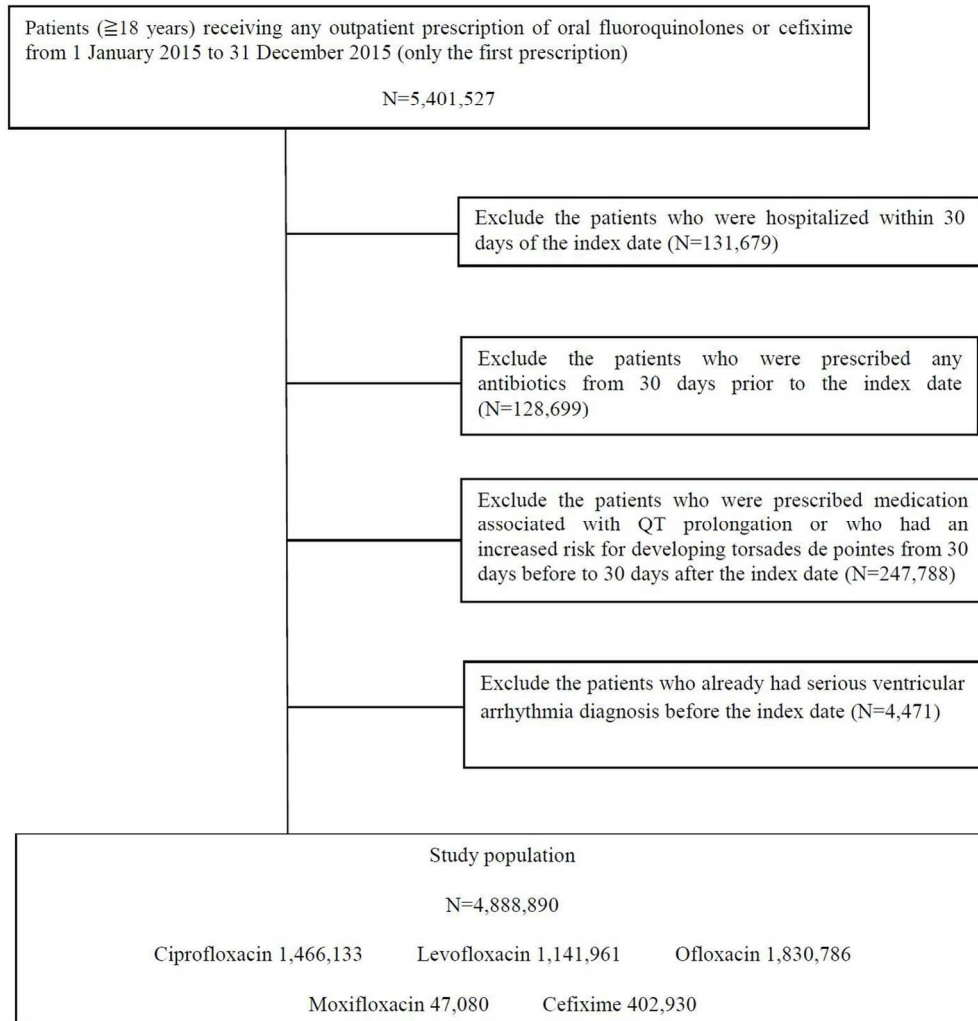 Patients (≧18 years) receiving any outpatient prescription of oral fluoroquinolones or cefixime
from 1 January 2015 to 31 December 2015 (only the first prescription)
N=5,401,527
Exclude the patients who were hospitalized within 30
days of the index date (N=131,679)
Exclude the patients who were prescribed any
antibiotics from 30 days prior to the index date
(N=128,699)
Exclude the patients who were prescribed medication
associated with QT prolongation or who had an
increased risk for developing torsades de pointes from 30
days before to 30 days after the index date (N=247,788)
Exclude the patients who already had serious ventricular
arrhythmia diagnosis before the index date (N=4,471)
Study population
N=4,888,890
Ciprofloxacin 1,466,133 Levofloxacin 1,141,961 Ofloxacin 1,830,786
Moxifloxacin 47,080 Cefixime 402,930